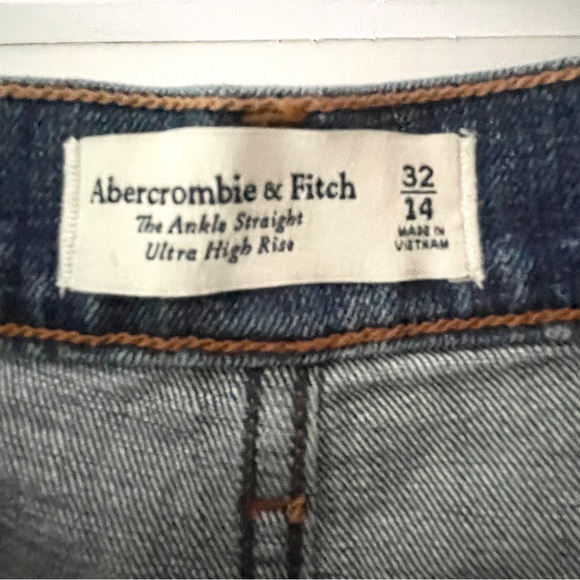 Abercrombie & Fitch
The Ankle Straight
Ultra High Rise
32
14
MADE IN
VIETNAM